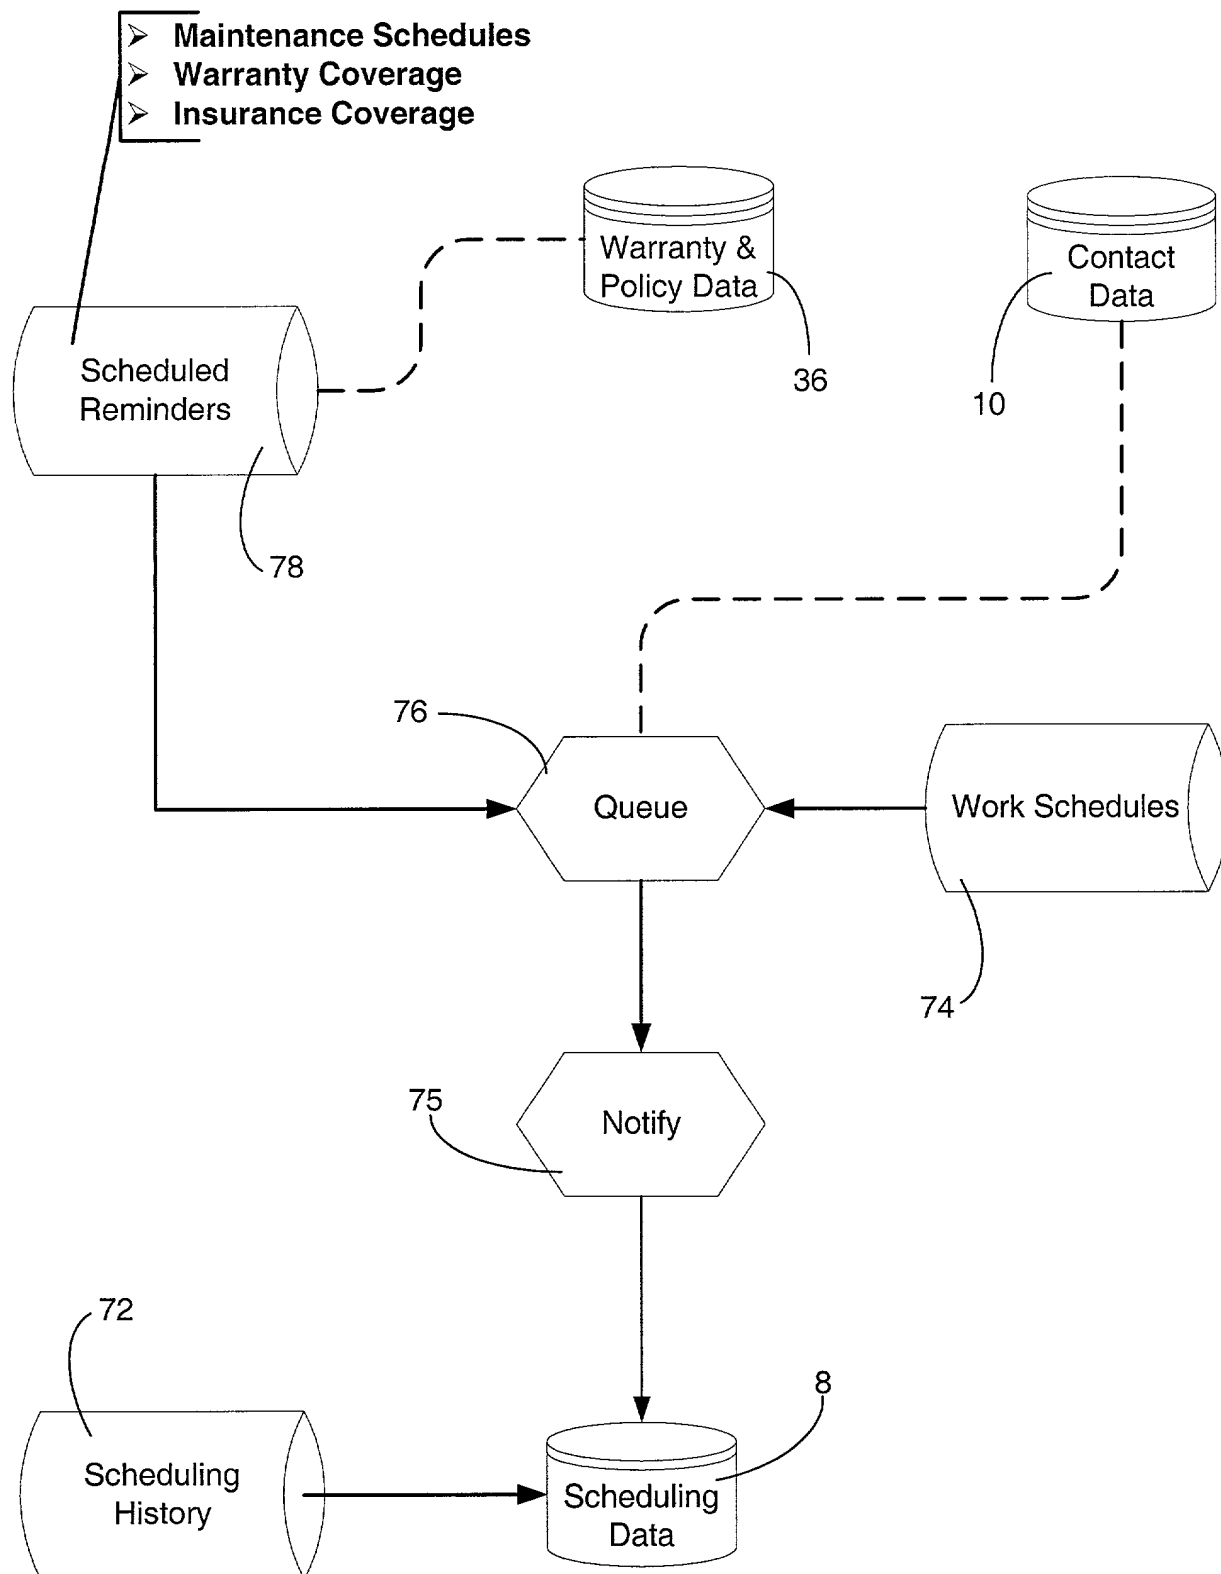 Maintenance Schedules
Warranty Coverage
Insurance Coverage
Warranty &
Policy Data
Contact
Data
36
10
Scheduled
Reminders
78
76
Queue
Work Schedules
74
75
Notify
72
8
Scheduling
History
Scheduling
Data